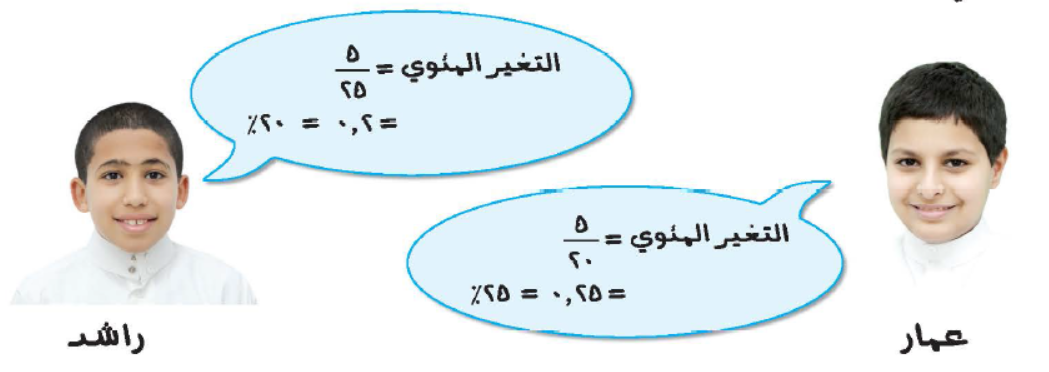 التغير المئوي = ٥/٢٥
= ٠,٢ = ٢٠٪
التغير المئوي = ٥/٢٠
= ٠,٢٥ = ٢٥٪
راشد
عمار